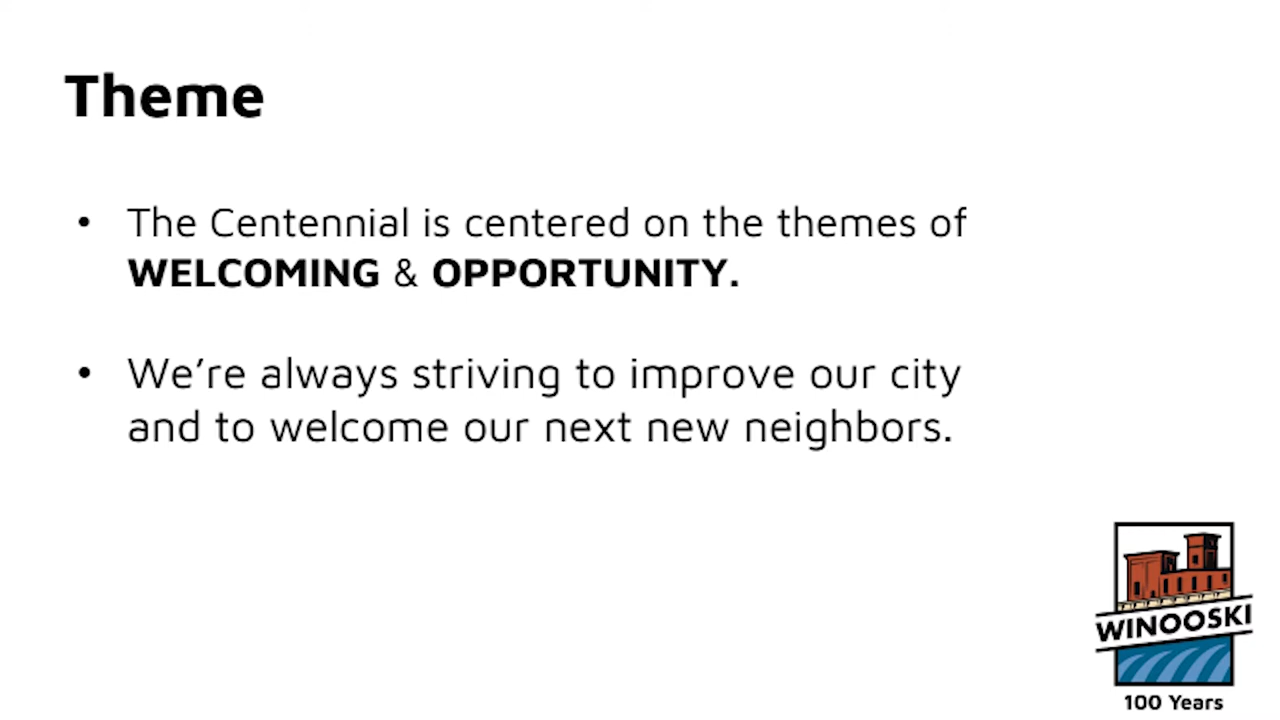 Theme
• The Centennial is centered on the themes of
WELCOMING & OPPORTUNITY.
• We’re always striving to improve our city
and to welcome our next new neighbors.
WINOOSKI
100 Years